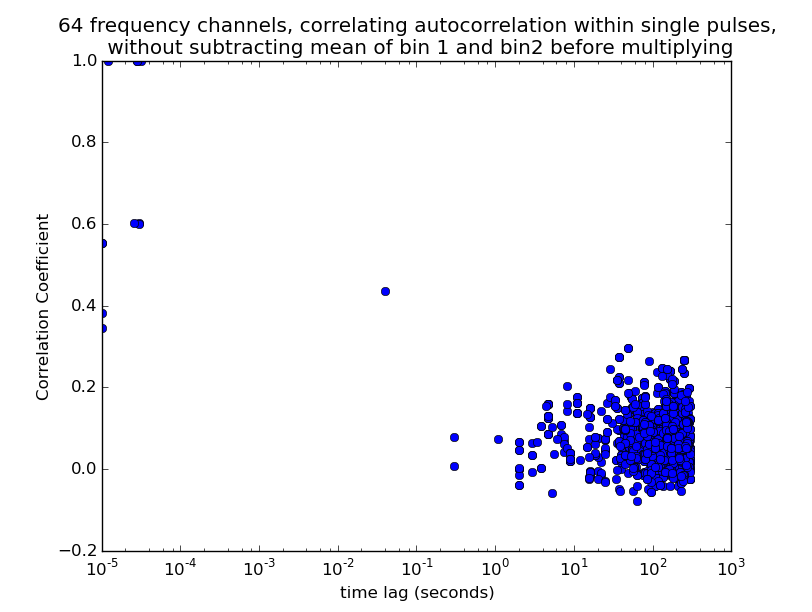 64 frequency channels, correlating autocorrelation within single pulses,
without subtracting mean of bin 1 and bin2 before multiplying
1.0
0.8
0.6
0.4
0.2
0.0
−0.2
Correlation Coefficient
10^-5 10^-4 10^-3 10^-2 10^-1 10^0 10^1 10^2 10^3
time lag (seconds)